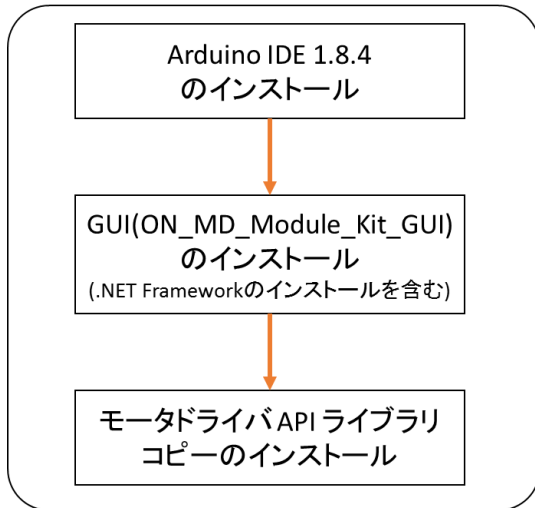 Arduino IDE 1.8.4
のインストール
GUI(ON_MD_Module_Kit_GUI)
のインストール
(.NET Frameworkのインストールを含む)
モータドライバ API ライブラリ
コピーのインストール